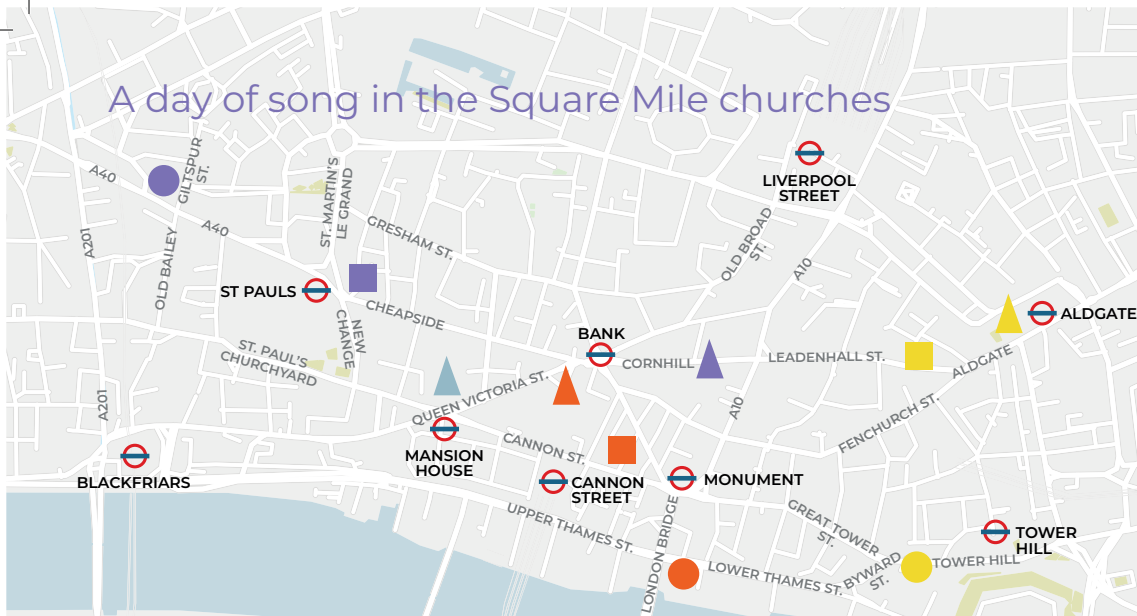 A day of song in the Square Mile churches
LIVERPOOL
STREET
GILTSPUR
ST.
A40
A40
ST. MARTIN'S
LE GRAND
GRESHAM ST.
OLD BROAD
ST.
A10
A201
OLD BAILEY
ST PAULS
CHEAPSIDE
NEW
CHANGE
BANK
CORNHILL
LEADENHALL ST.
ALDGATE
ALDGATE
ST. PAUL'S
CHURCHYARD
QUEEN VICTORIA ST.
A10
FENCHURCH ST.
A201
MANSION
HOUSE
CANNON ST.
BLACKFRIARS
CANNON
STREET
MONUMENT
UPPER THAMES ST.
LONDON BRIDGE
GREAT TOWER
ST.
TOWER
HILL
LOWER THAMES ST.
BYWARD
ST.
TOWER HILL